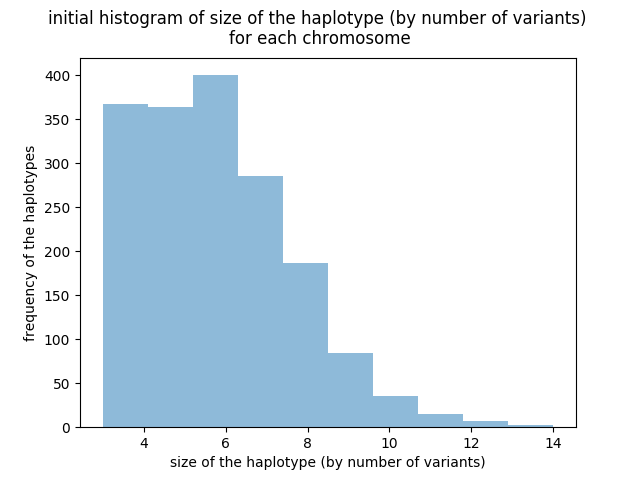 initial histogram of size of the haplotype (by number of variants)
for each chromosome
frequency of the haplotypes
400
350
300
250
200
150
100
50
0
4 6 8 10 12 14
size of the haplotype (by number of variants)